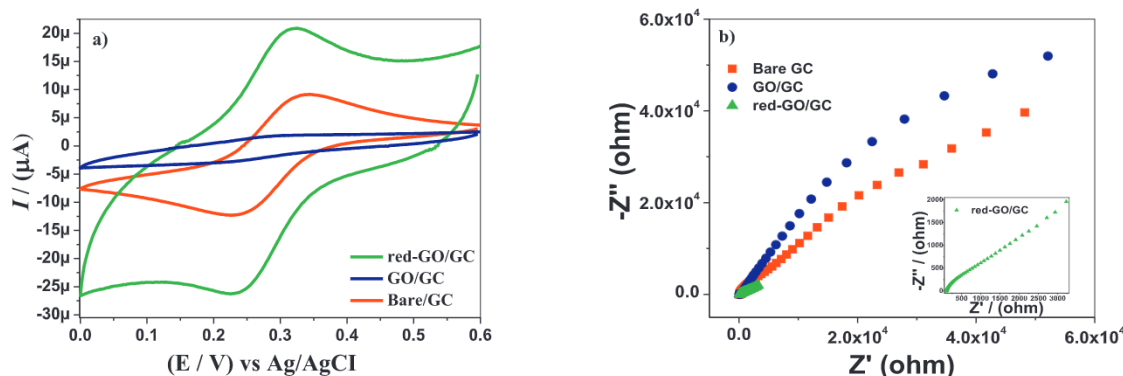 a)
20μ
15μ
10μ
5μ
0
-5μ
-10μ
-15μ
-20μ
-25μ
-30μ
I / (μA)
red-GO/GC
GO/GC
Bare/GC
0.0 0.1 0.2 0.3 0.4 0.5 0.6
(E / V) vs Ag/AgCI
b)
6.0x10⁴
4.0x10⁴
2.0x10⁴
0.0
-Z" (ohm)
Bare GC
GO/GC
red-GO/GC
2000
1500
1000
500
0
-Z" / (ohm)
red-GO/GC
500 1000 1500 2000 2500 3000
Z' / (ohm)
0 2.0x10⁴ 4.0x10⁴ 6.0x10⁴
Z' (ohm)